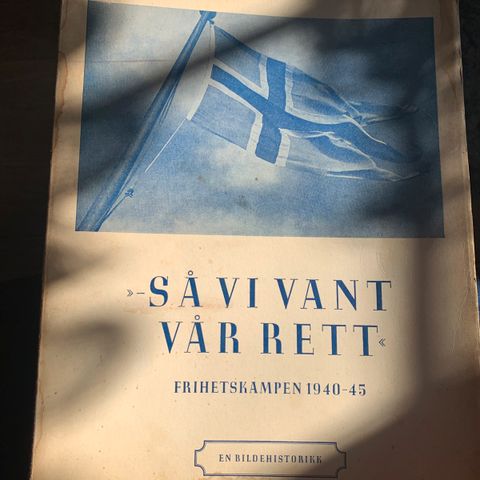 »–SÅ VI VANT
VÅR RETT«
FRIHETSKAMPEN 1940-45
EN BILDEHISTORIKK